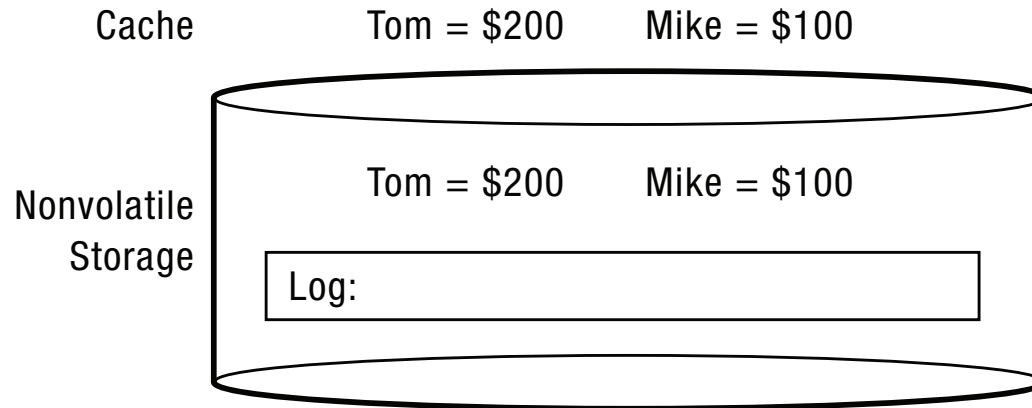 Cache Tom = $200 Mike = $100
Tom = $200 Mike = $100
Nonvolatile
Storage
Log: